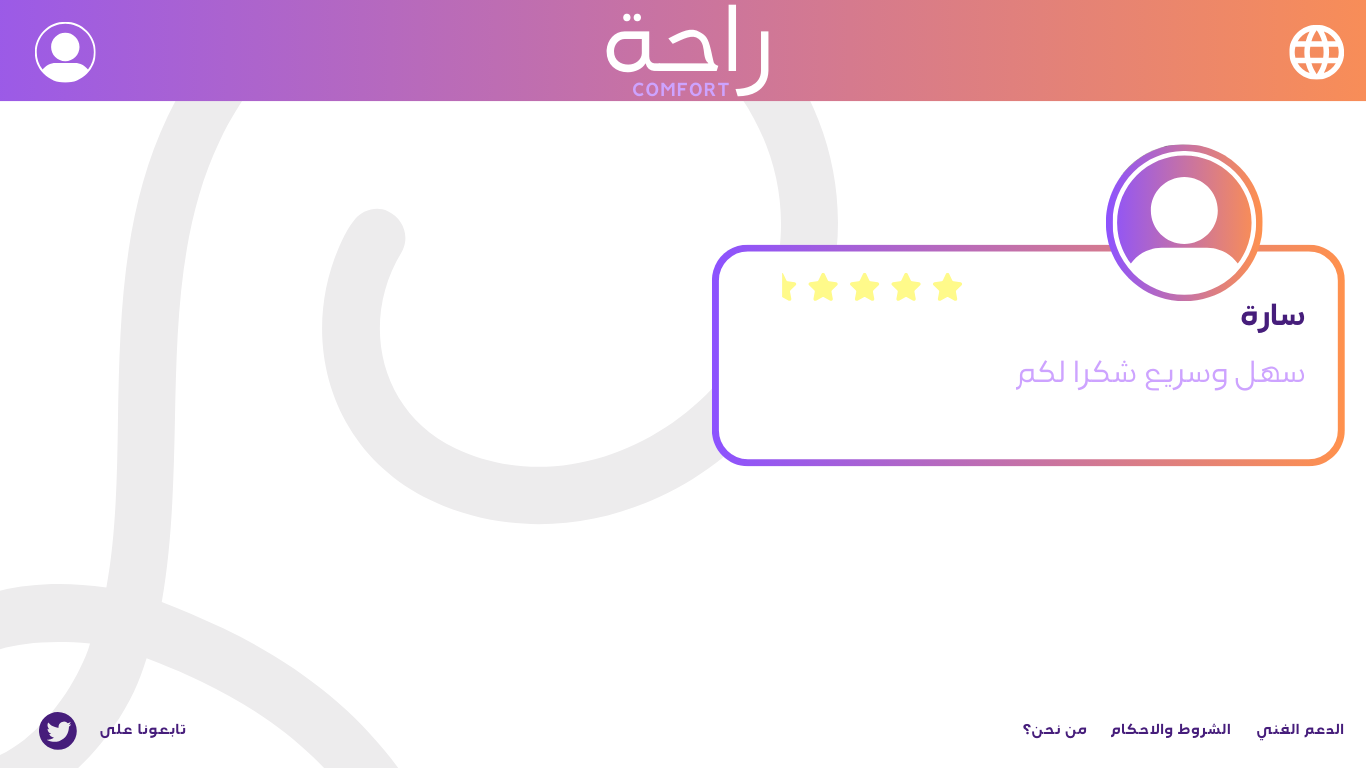 راحة
COMFORT
سارة
سهل وسريع شكرا لكم
الدعم الفني
الشروط والاحكام
من نحن؟
تابعونا على